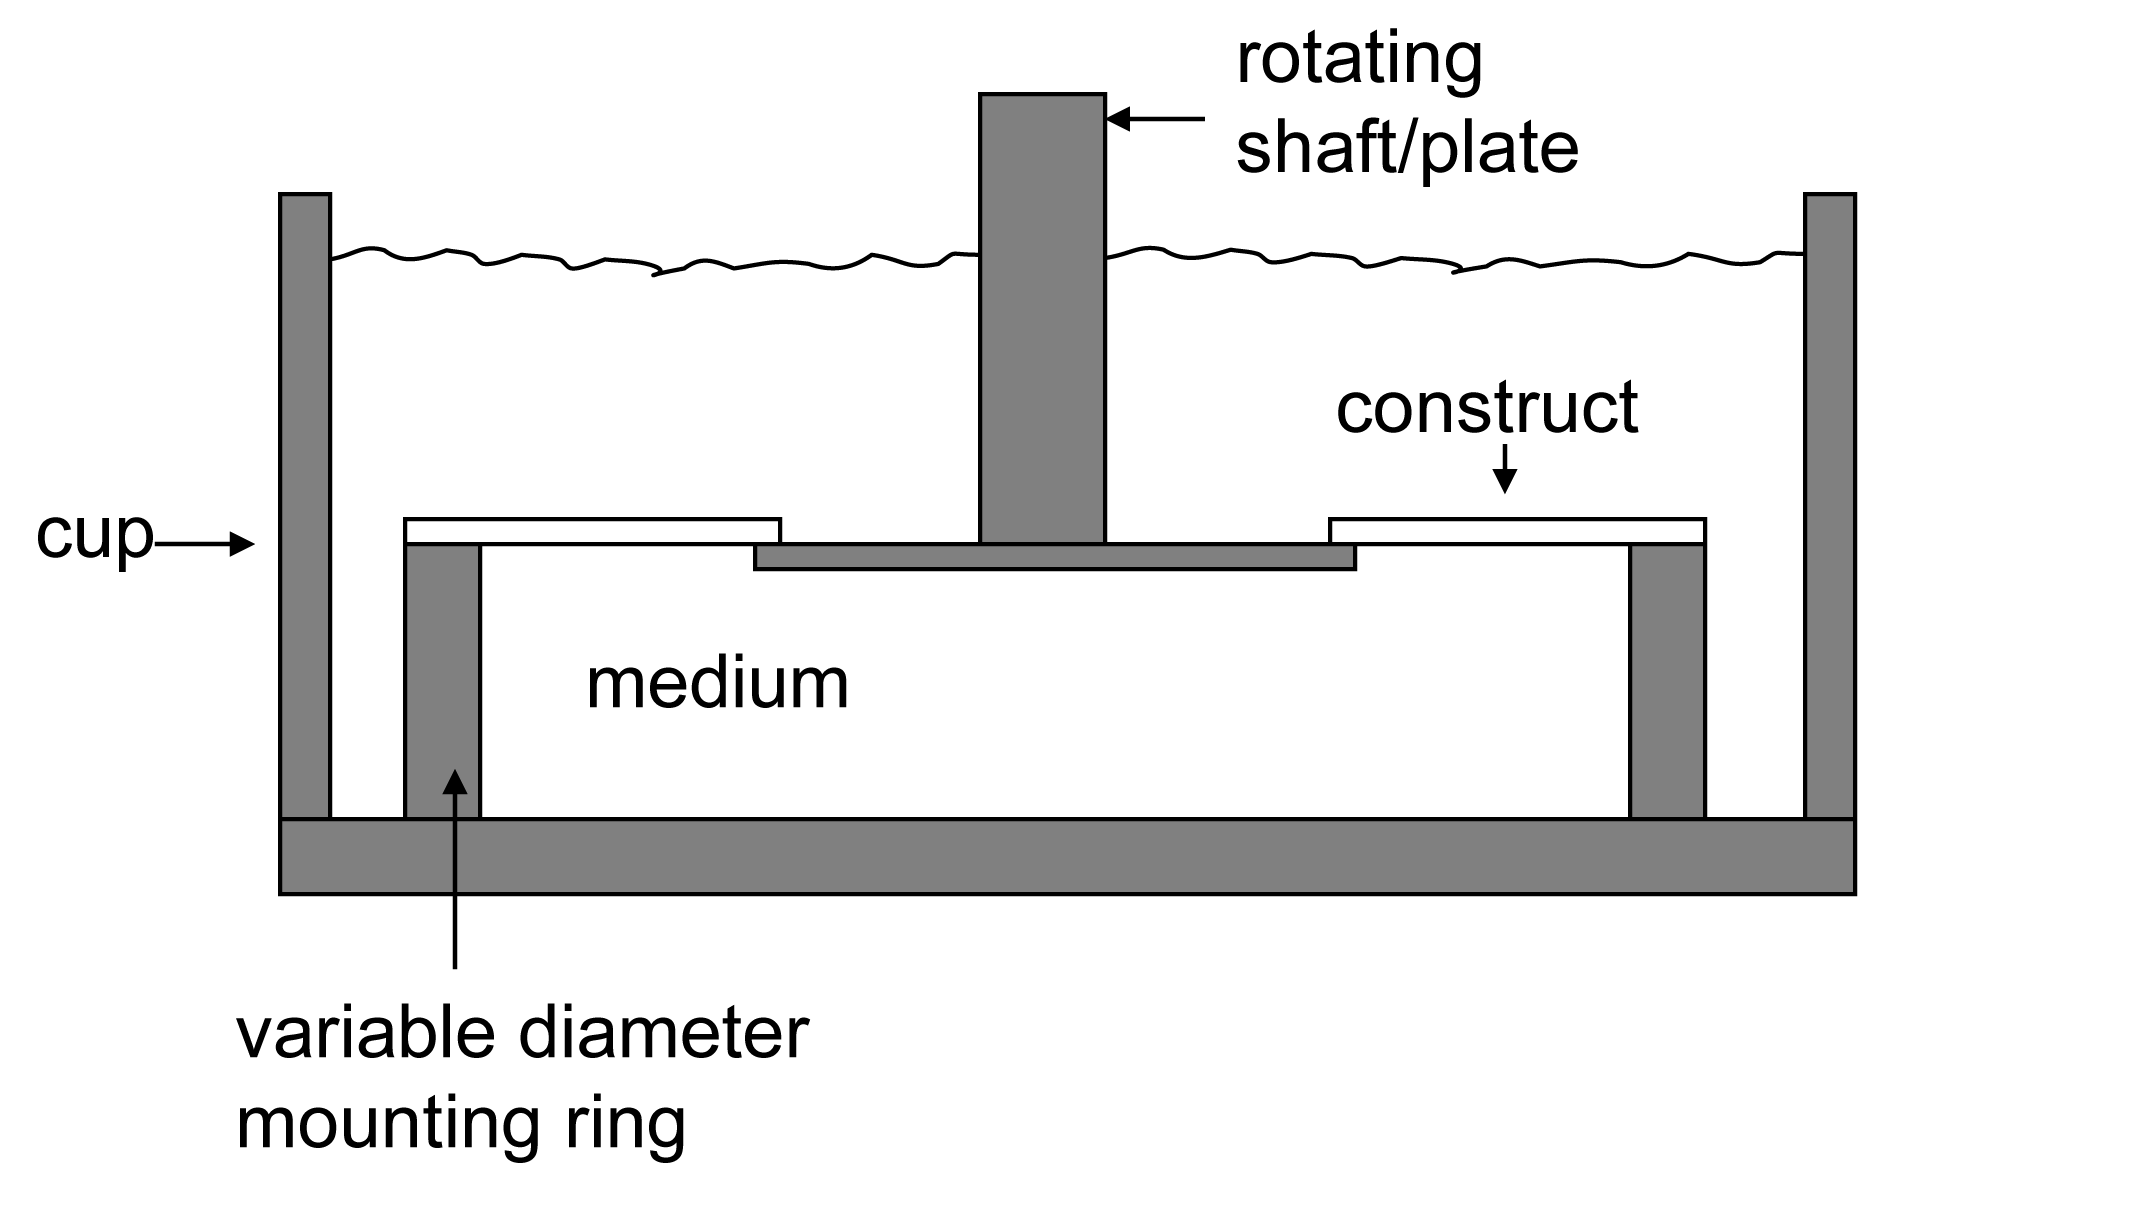 rotating
shaft/plate
construct
cup
medium
variable diameter
mounting ring